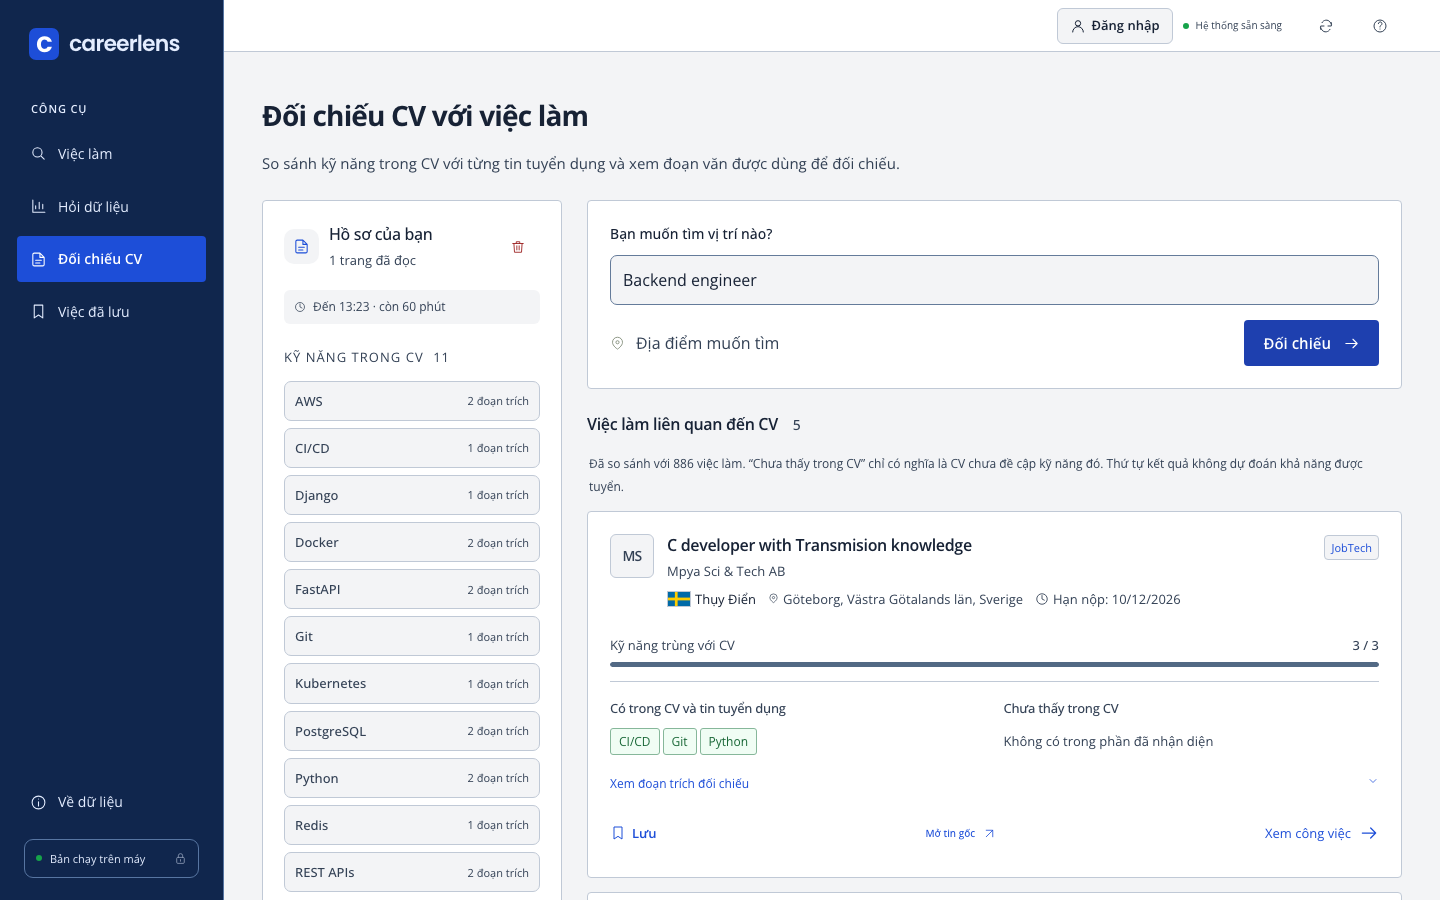 C careerlens
CÔNG CỤ
Việc làm
Hỏi dữ liệu
Đối chiếu CV
Việc đã lưu
Về dữ liệu
Bản chạy trên máy
Đăng nhập
Hệ thống sẵn sàng
Đối chiếu CV với việc làm
So sánh kỹ năng trong CV với từng tin tuyển dụng và xem đoạn văn được dùng để đối chiếu.
Hồ sơ của bạn
1 trang đã đọc
Đến 13:23 · còn 60 phút
KỸ NĂNG TRONG CV 11
AWS 2 đoạn trích
CI/CD 1 đoạn trích
Django 1 đoạn trích
Docker 2 đoạn trích
FastAPI 2 đoạn trích
Git 1 đoạn trích
Kubernetes 1 đoạn trích
PostgreSQL 2 đoạn trích
Python 2 đoạn trích
Redis 1 đoạn trích
REST APIs 2 đoạn trích
Bạn muốn tìm vị trí nào?
Backend engineer
Địa điểm muốn tìm
Đối chiếu
Việc làm liên quan đến CV 5
Đã so sánh với 886 việc làm. “Chưa thấy trong CV” chỉ có nghĩa là CV chưa đề cập kỹ năng đó. Thứ tự kết quả không dự đoán khả năng được
tuyển.
MS
C developer with Transmision knowledge
JobTech
Mpya Sci & Tech AB
Thụy Điển Göteborg, Västra Götalands län, Sverige Hạn nộp: 10/12/2026
Kỹ năng trùng với CV 3 / 3
Có trong CV và tin tuyển dụng
CI/CD Git Python
Chưa thấy trong CV
Không có trong phần đã nhận diện
Xem đoạn trích đối chiếu
Lưu
Mở tin gốc
Xem công việc